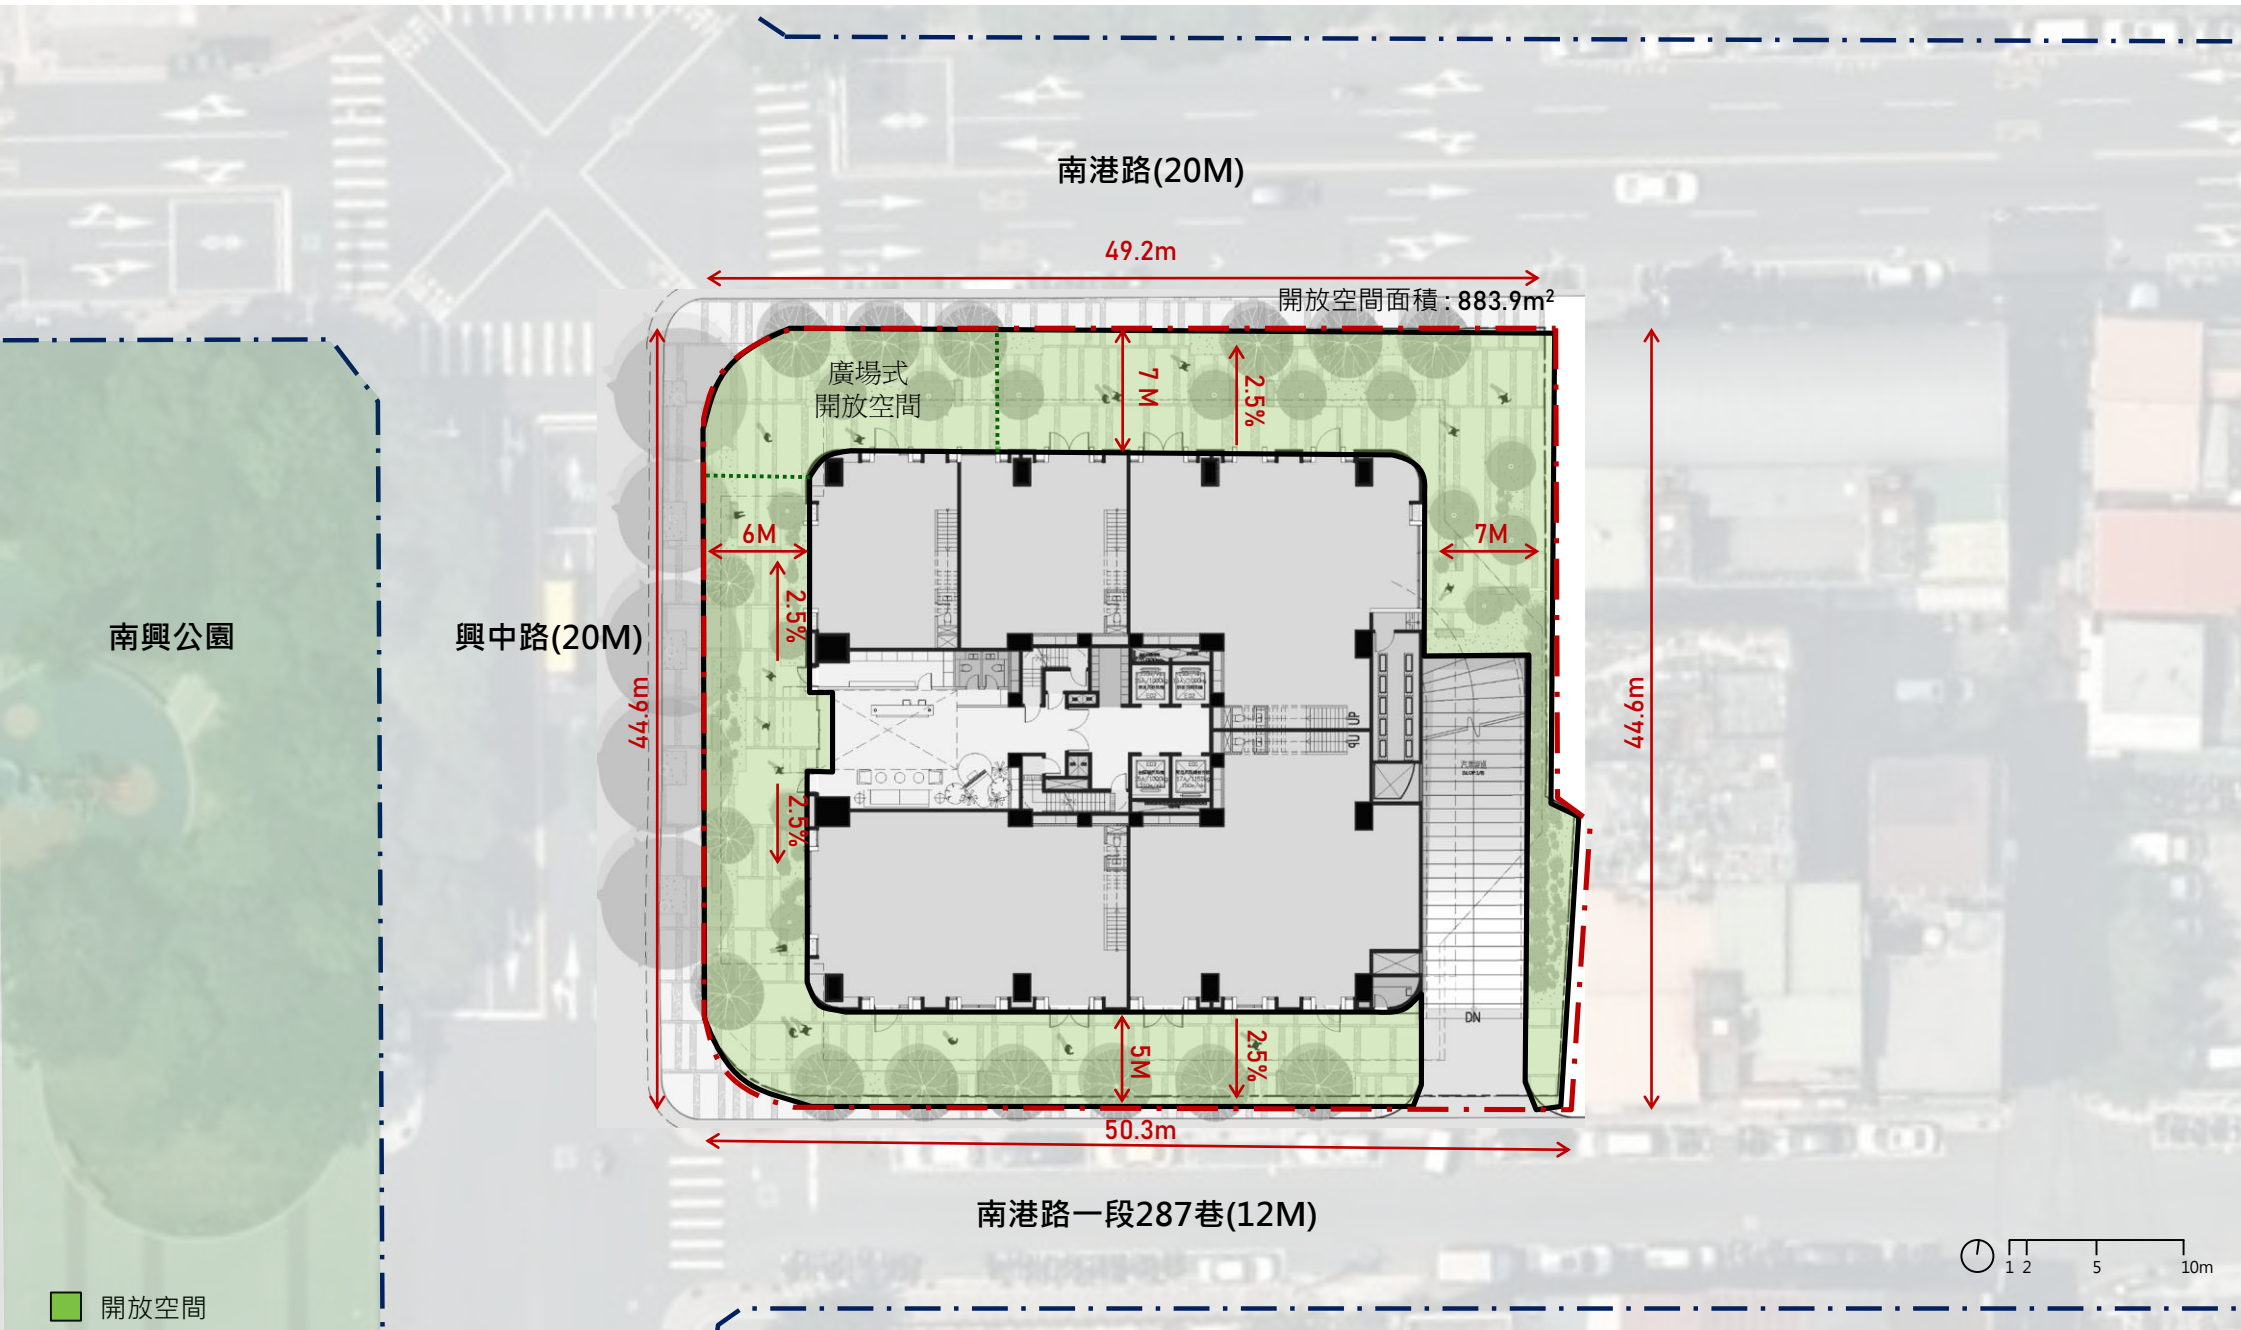 南港路(20M)
49.2m
開放空間面積 : 883.9m²
廣場式
開放空間
7 M
2.5%
6M
7M
2.5%
南興公園
興中路(20M)
44.6m
44.6m
UP
UP
2.5%
DN
5M
2.5%
50.3m
南港路一段287巷(12M)
1 2 5 10m
開放空間